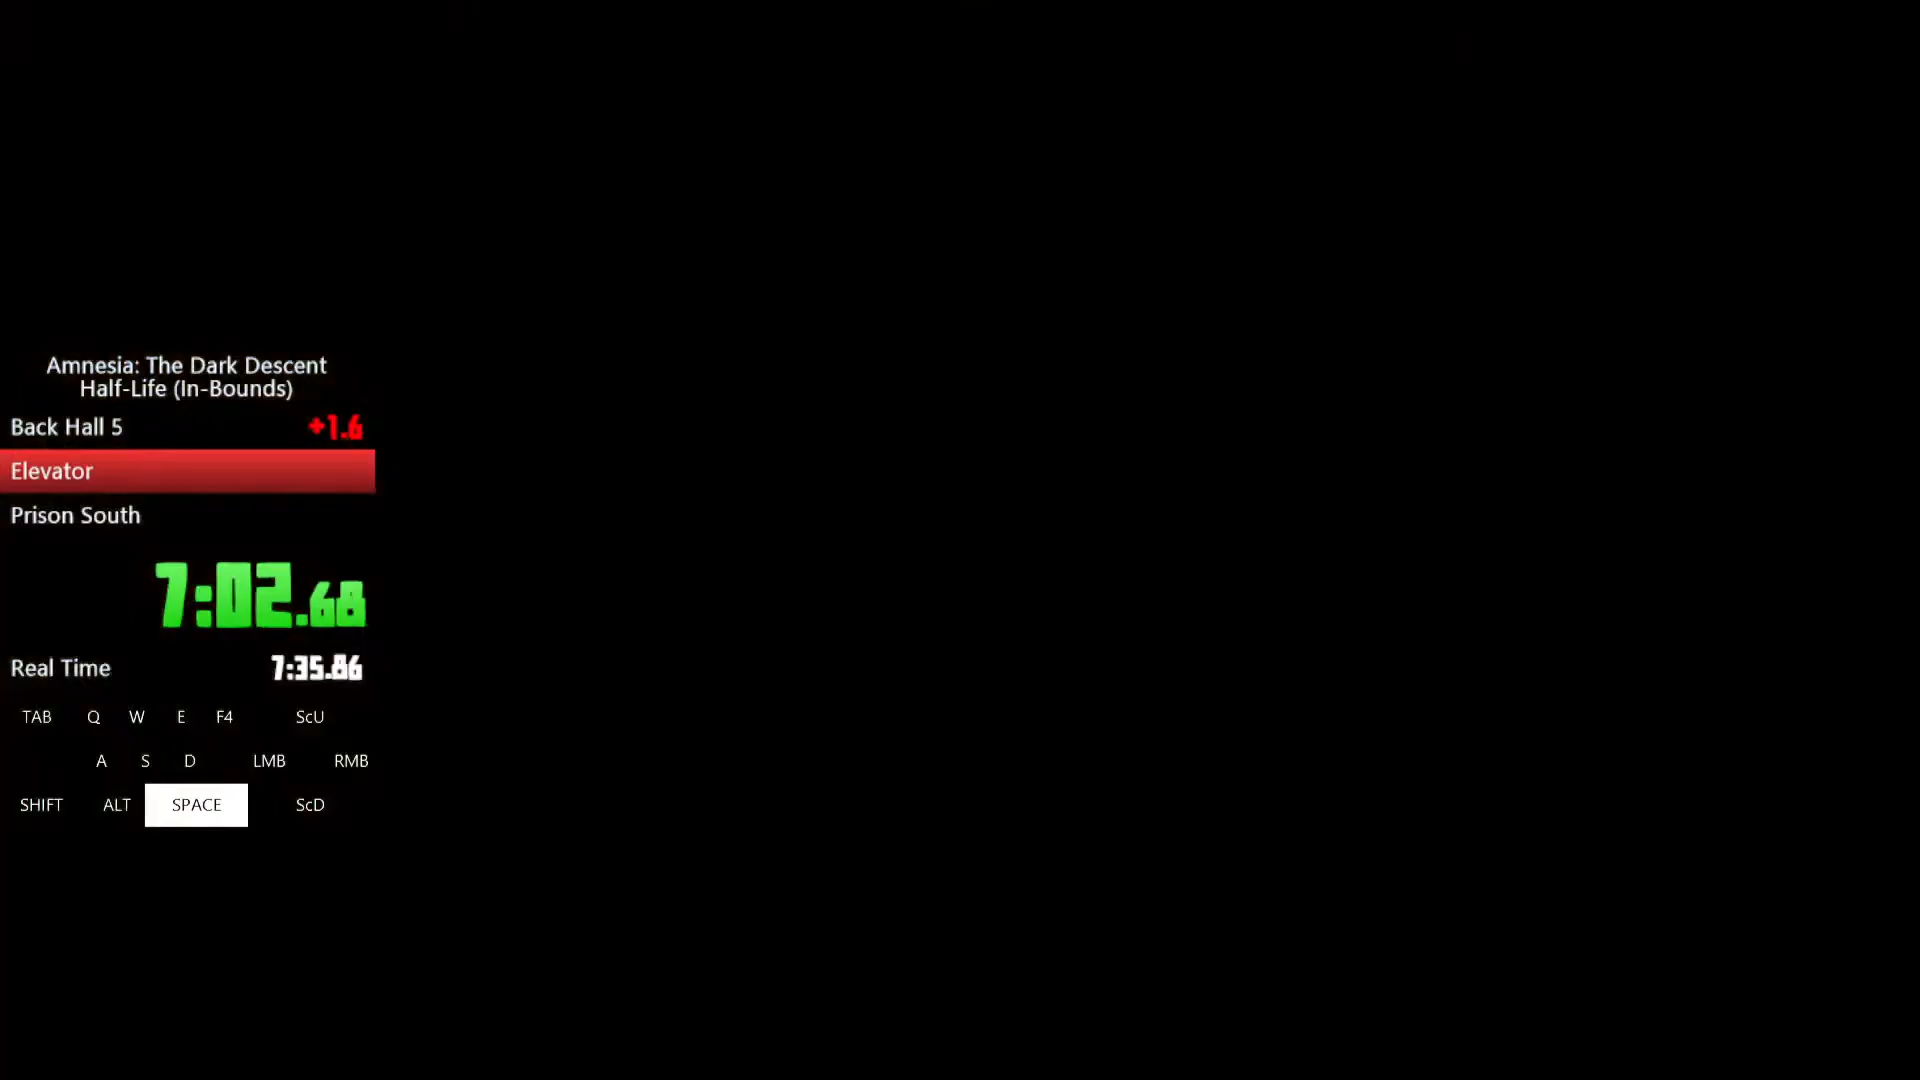 Amnesia: The Dark Descent
Half-Life (In-Bounds)
Back Hall 5 +1.6
Elevator
Prison South
7:02.68
Real Time 7:35.86
TAB Q W E F4 ScU
A S D LMB RMB
SHIFT ALT SPACE ScD